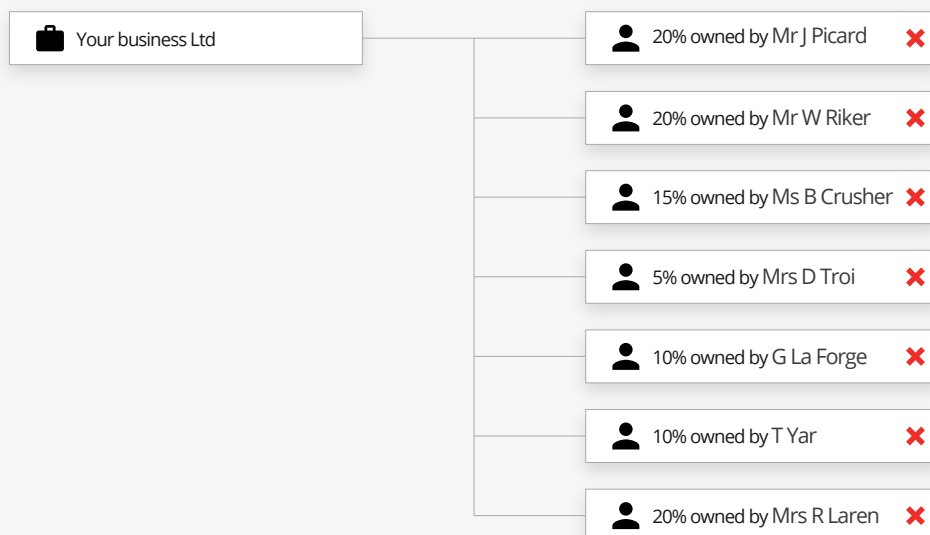 Your business Ltd
20% owned by Mr J Picard
20% owned by Mr W Riker
15% owned by Ms B Crusher
5% owned by Mrs D Troi
10% owned by G La Forge
10% owned by T Yar
20% owned by Mrs R Laren